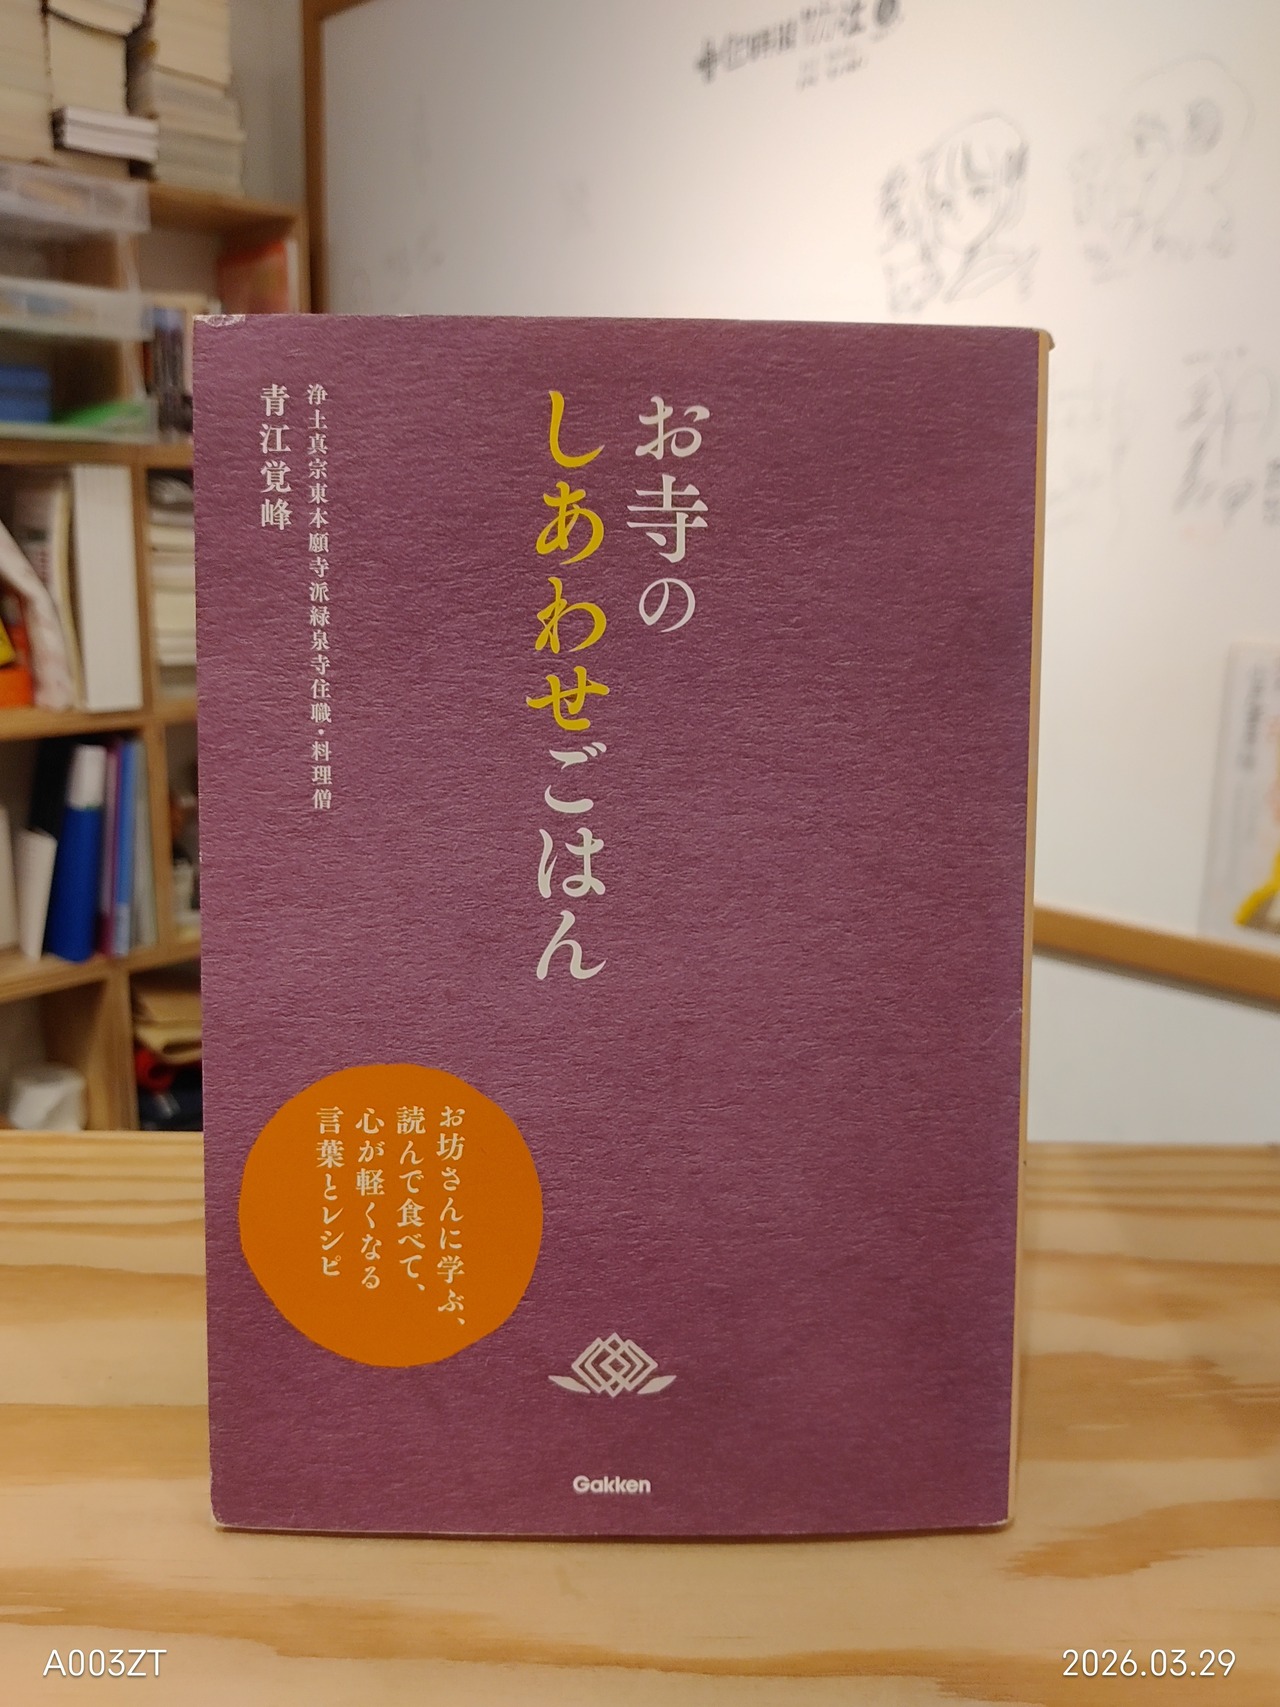 お寺の
しあわせごはん
浄土真宗東本願寺派緑泉寺住職・料理僧
青江覚峰
お坊さんに学ぶ、
読んで食べて、
心が軽くなる
言葉とレシピ
Gakken
A003ZT
2026.03.29